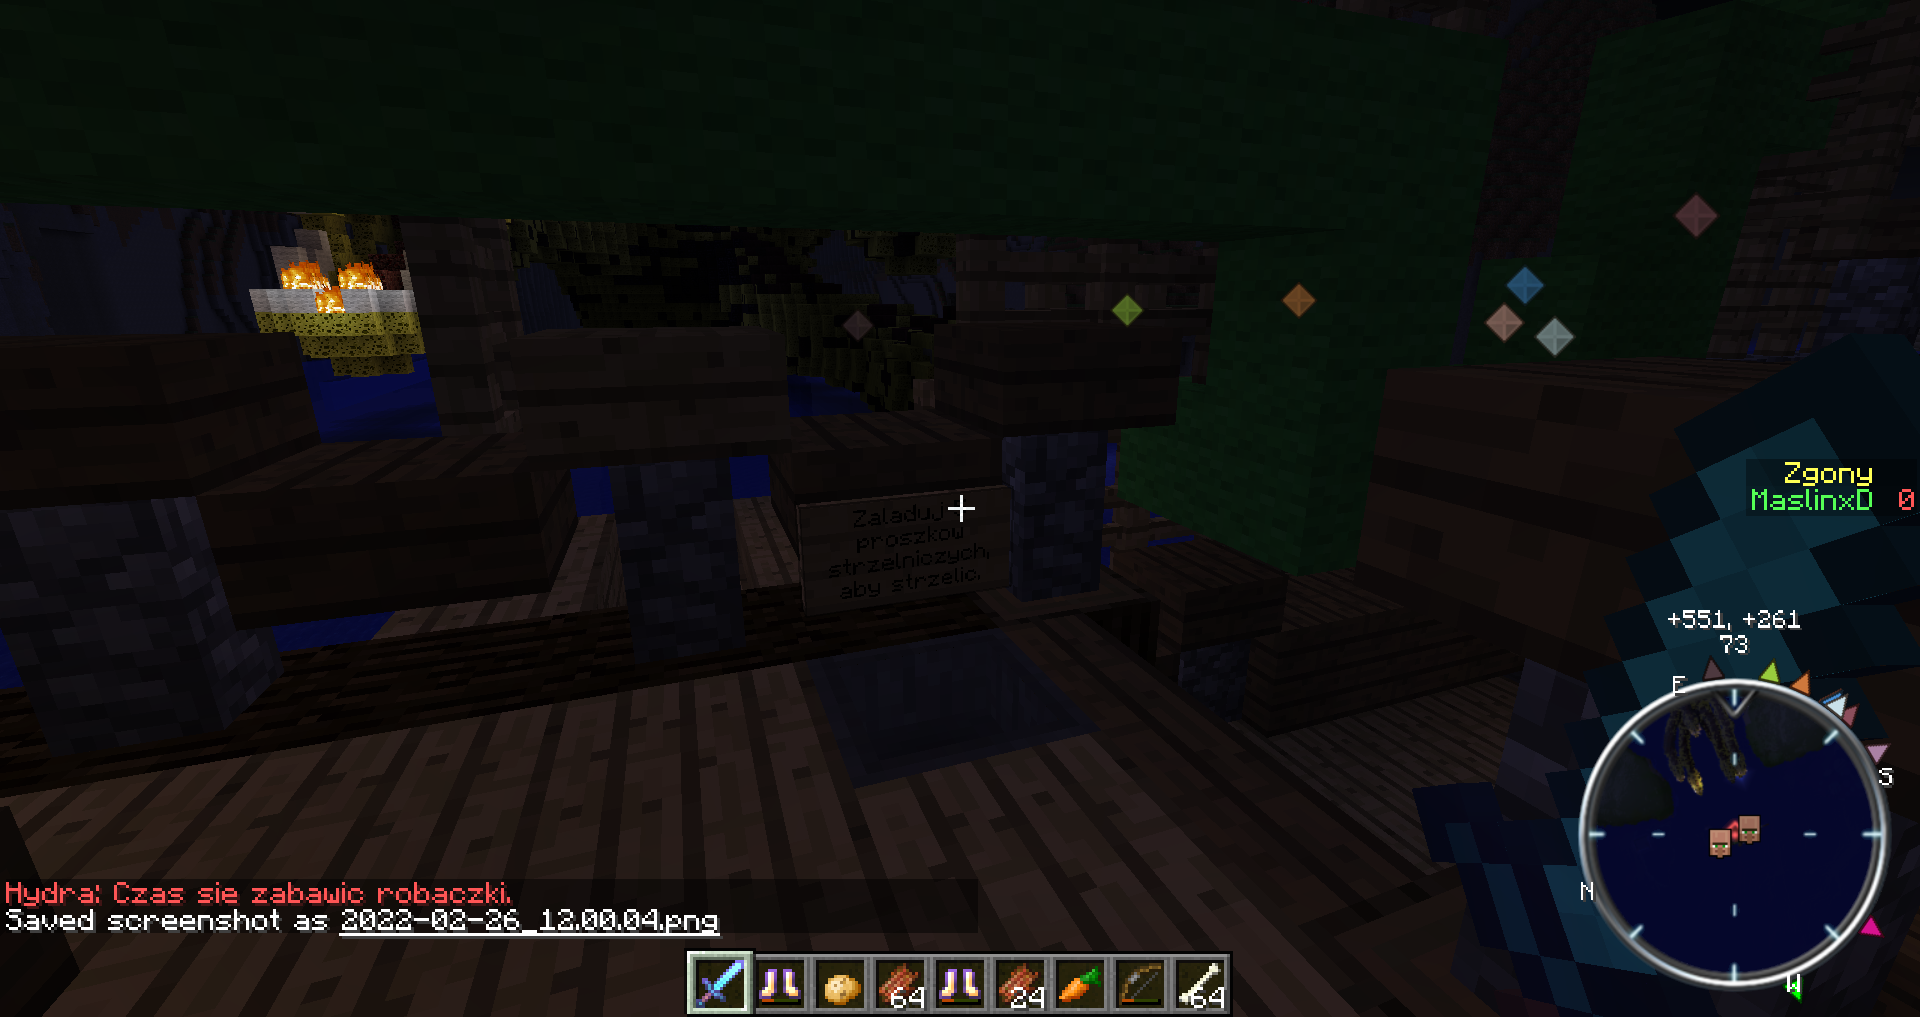 Zaladuj
proszkow
strzelniczych,
aby strzelic.
Zgony
MaslinxD 0
+551, +261
73
E
S
N
W
Hydra: Czas sie zabawic robaczki.
Saved screenshot as 2022-02-26_12.00.04.png
64
24
64